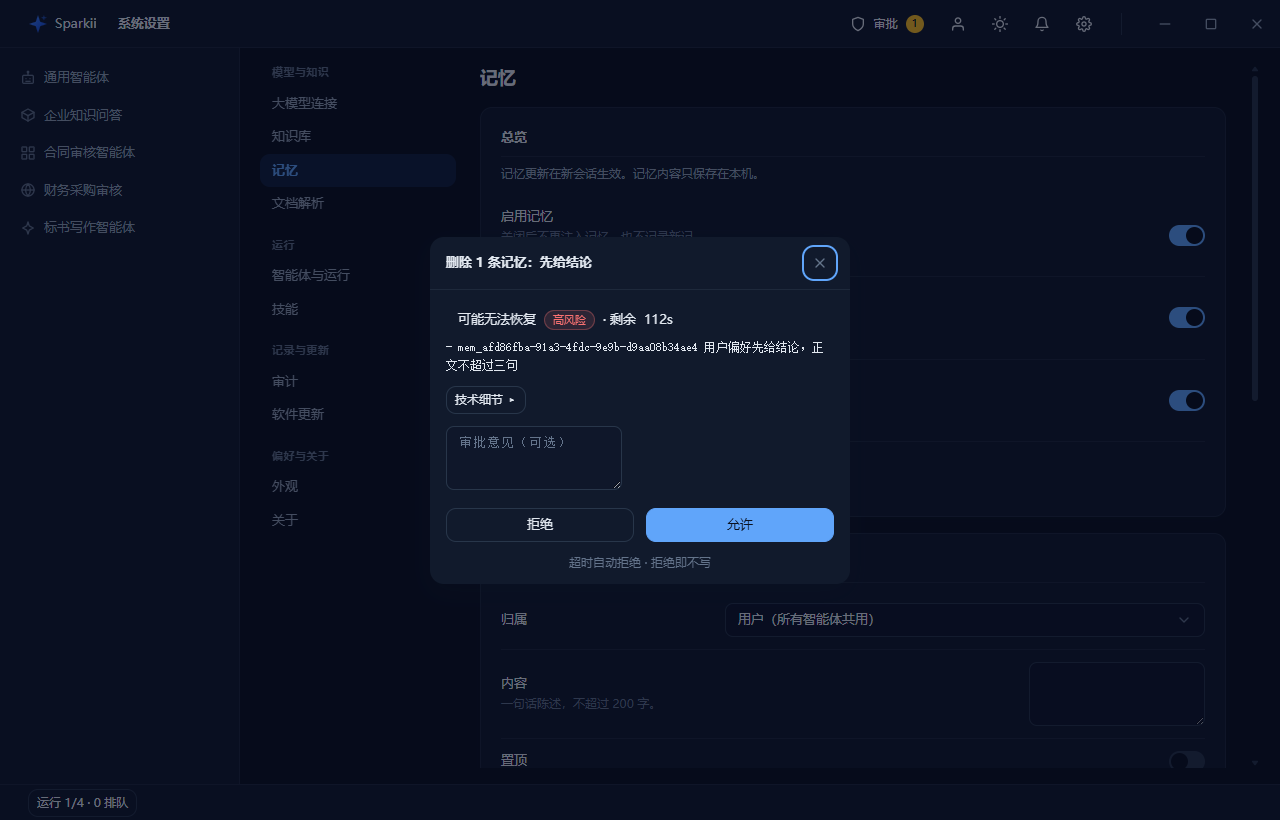 Sparkii 系统设置
审批 1
通用智能体
企业知识问答
合同审核智能体
财务采购审核
标书写作智能体
模型与知识
大模型连接
知识库
记忆
文档解析
运行
智能体与运行
技能
记录与更新
审计
软件更新
偏好与关于
外观
关于
记忆
总览
记忆更新在新会话生效。记忆内容只保存在本机。
启用记忆
删除 1 条记忆：先给结论
可能无法恢复 高风险 · 剩余 112s
- mem_afd86fba-91a3-4fdc-9e9b-d9aa08b34ae4 用户偏好先给结论，正
文不超过三句
技术细节 ▸
审批意见（可选）
拒绝
允许
超时自动拒绝 · 拒绝即不写
归属
用户（所有智能体共用）
内容
一句话陈述，不超过 200 字。
置顶
运行 1/4 · 0 排队